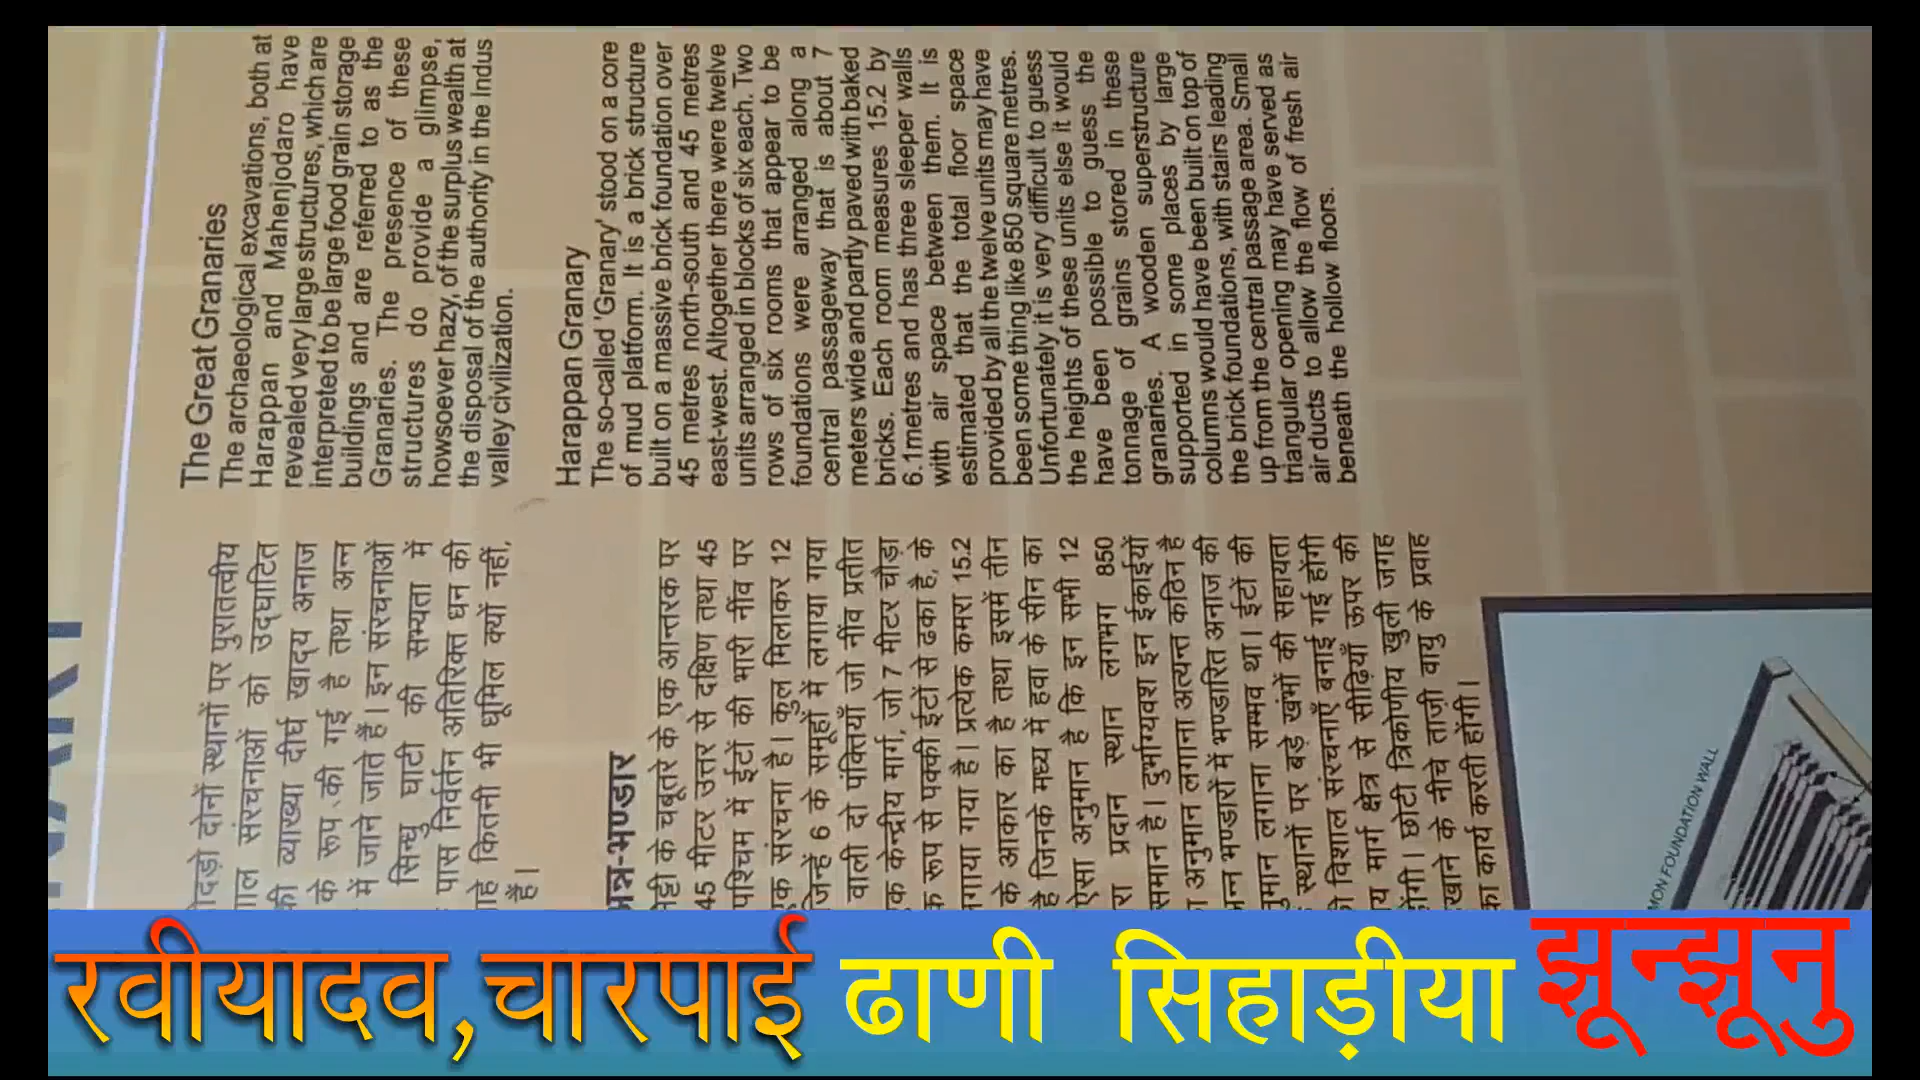 The Great Granaries
The archaeological excavations, both at
Harappan and Mahenjodaro have
revealed very large structures, which are
interpreted to be large food grain storage
buildings and are referred to as the
Granaries. The presence of these
structures do provide a glimpse,
howsoever hazy, of the surplus wealth at
the disposal of the authority in the Indus
valley civilization.
Harappan Granary
The so-called 'Granary' stood on a core
of mud platform. It is a brick structure
built on a massive brick foundation over
45 metres north-south and 45 metres
east-west. Altogether there were twelve
units arranged in blocks of six each. Two
rows of six rooms that appear to be
foundations were arranged along a
central passageway that is about 7
meters wide and partly paved with baked
bricks. Each room measures 15.2 by
6.1metres and has three sleeper walls
with air space between them. It is
estimated that the total floor space
provided by all the twelve units may have
been some thing like 850 square metres.
Unfortunately it is very difficult to guess
the heights of these units else it would
have been possible to guess the
tonnage of grains stored in these
granaries. A wooden superstructure
supported in some places by large
columns would have been built on top of
the brick foundations, with stairs leading
up from the central passage area. Small
triangular opening may have served as
air ducts to allow the flow of fresh air
beneath the hollow floors.
दोनों स्थानों पर पुरातत्वीय
संरचनाओं को उद्घाटित
व्याख्या दीर्घ खाद्य अनाज
के रूप की गई है तथा अन्न
में जाने जाते हैं। इन संरचनाओं
सिन्धु घाटी की सभ्यता में
पास निर्वर्तन अतिरिक्त धन की
कितनी भी धूमिल क्यों नहीं,
है।
अन्न-भण्डार
के चबूतरे के एक आन्तरक पर
45 मीटर उत्तर से दक्षिण तथा 45
पश्चिम में ईटों की भारी नींव पर
संरचना है। कुल मिलाकर 12
जिन्हें 6 के समूहों में लगाया गया
वाली दो पंक्तियाँ जो नींव प्रतीत
केन्द्रीय मार्ग, जो 7 मीटर चौड़ा
रूप से पक्की ईटों से ढका है, के
गया है। प्रत्येक कमरा 15.2
के आकार का है तथा इसमें तीन
है जिनके मध्य में हवा के सीन का
ऐसा अनुमान है कि इन सभी 12
प्रदान स्थान लगभग 850
समान है। दुर्भाग्यवश इन ईकाईयों
अनुमान लगाना अत्यन्त कठिन है
भण्डारों में भण्डारित अनाज की
लगाना सम्भव था। ईटों की
स्थानों पर बड़े खंभों की सहायता
विशाल संरचनाएँ बनाई गई होंगी
मार्ग क्षेत्र से सीढ़ियाँ ऊपर की
होंगी। छोटी त्रिकोणीय खुली जगह
के नीचे ताजी वायु के प्रवाह
का कार्य करती होंगी।
FOUNDATION WALL
रवीयादव,चारपाई ढाणी सिहाड़ीया झून्झूनु